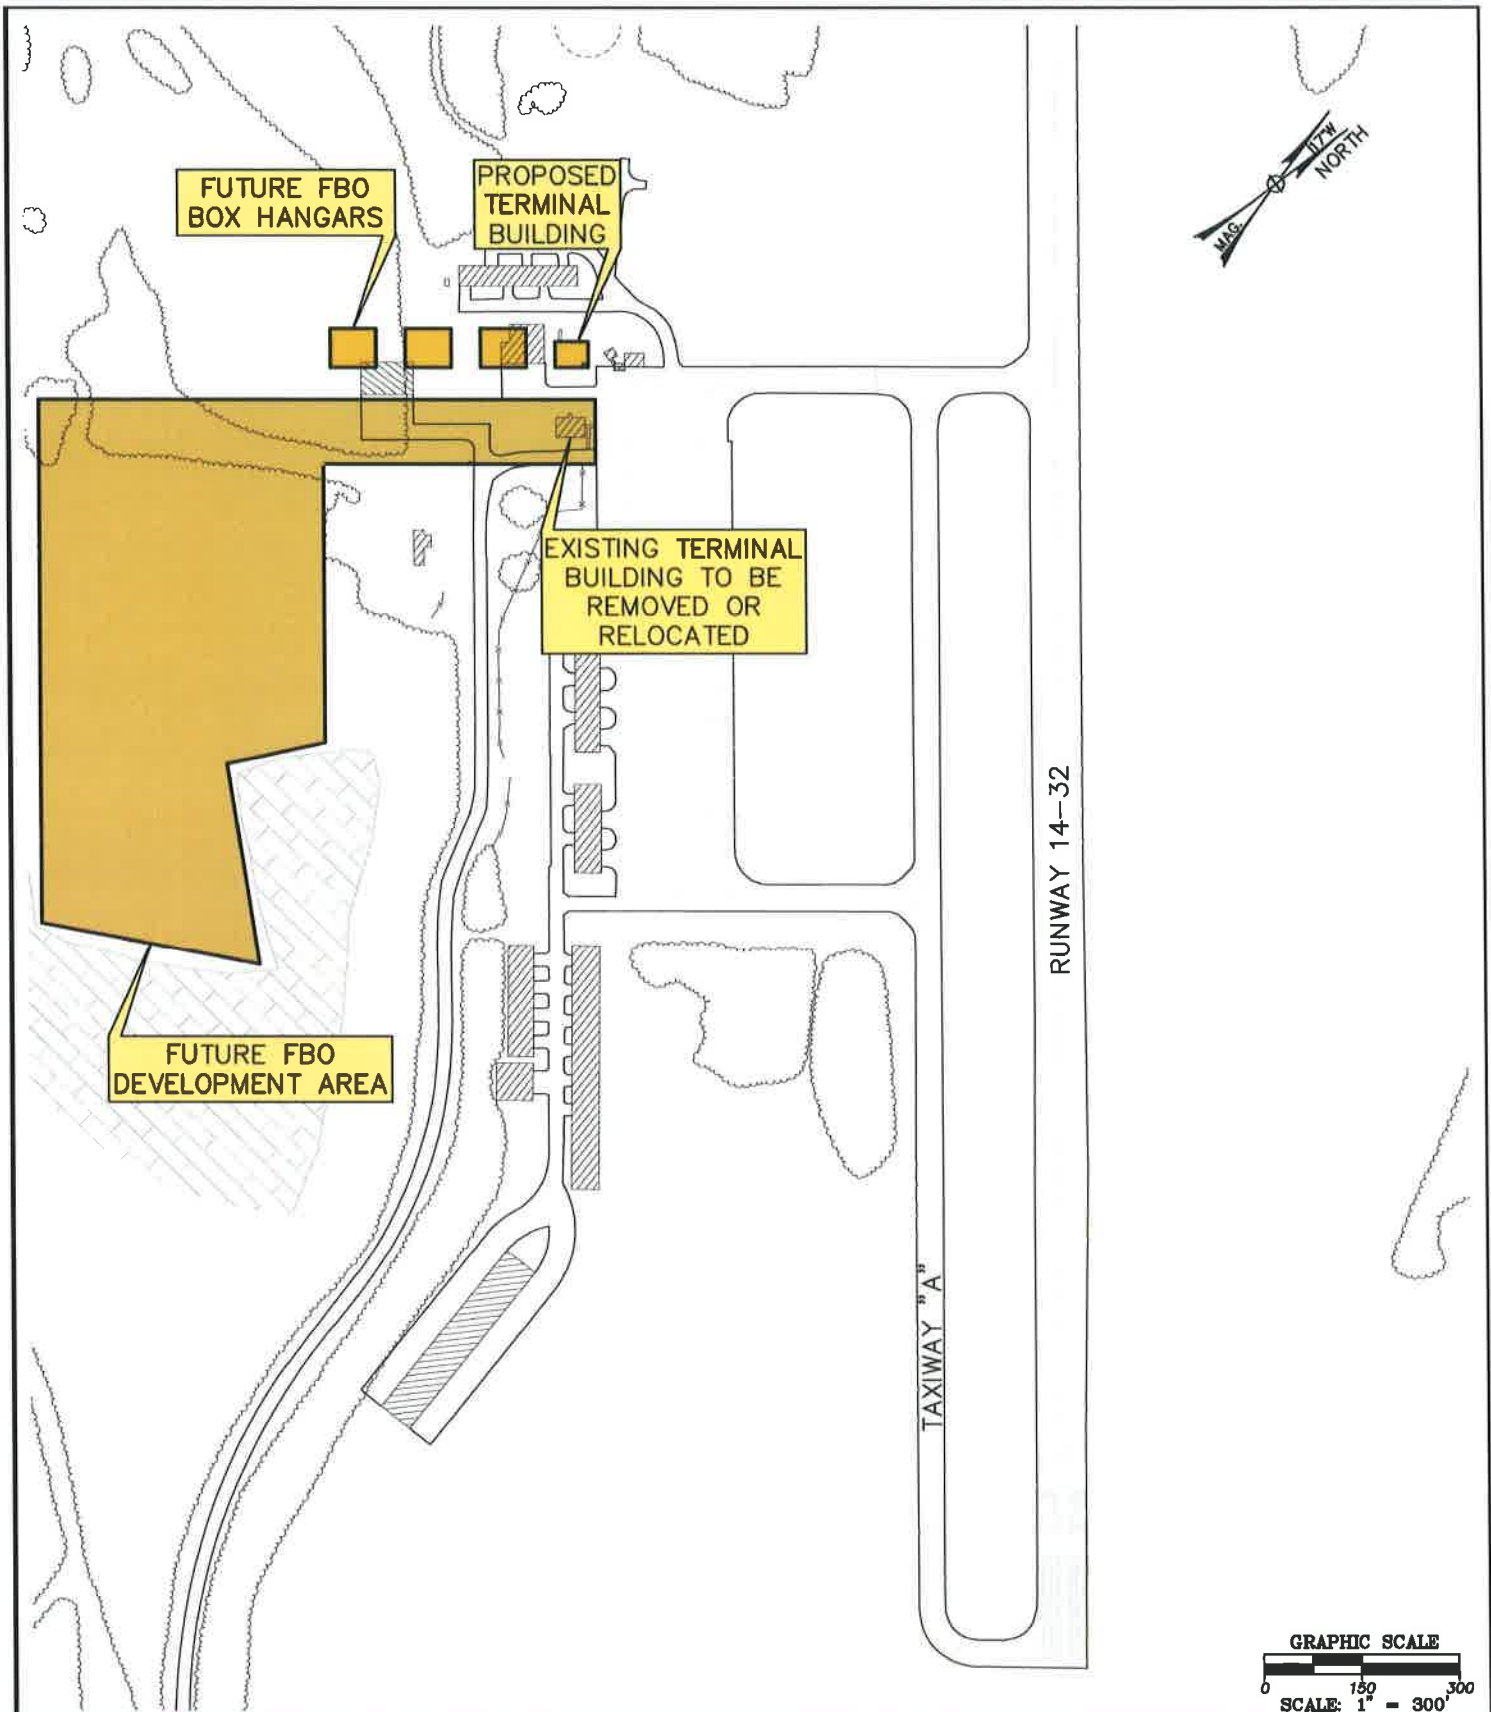 FUTURE FBO
BOX HANGARS
PROPOSED
TERMINAL
BUILDING
17°W
NORTH
MAG.
EXISTING TERMINAL
BUILDING TO BE
REMOVED OR
RELOCATED
RUNWAY 14-32
FUTURE FBO
DEVELOPMENT AREA
TAXIWAY "A"
GRAPHIC SCALE
0 150 300
SCALE: 1" = 300'